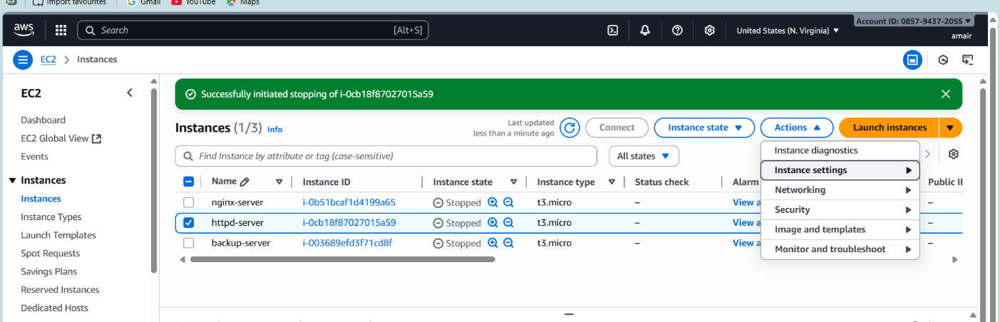 Import favourites Gmail YouTube Maps
aws Search [Alt+S] United States (N. Virginia) Account ID: 0857-9437-2055
amair
EC2 Instances
EC2
Dashboard
EC2 Global View
Events
Instances
Instances
Instance Types
Launch Templates
Spot Requests
Savings Plans
Reserved Instances
Dedicated Hosts
Successfully initiated stopping of i-0cb18f87027015a59
Instances (1/3) Info
Last updated
less than a minute ago
Connect Instance state Actions Launch instances
Find Instance by attribute or tag (case-sensitive) All states
Instance diagnostics
Instance settings
Networking
Security
Image and templates
Monitor and troubleshoot
Name Instance ID Instance state Instance type Status check Alarm Public IP
nginx-server i-0b51bcaf1d4199a65 Stopped t3.micro – View a –
httpd-server i-0cb18f87027015a59 Stopped t3.micro – View a –
backup-server i-003689efd3f71cd8f Stopped t3.micro – View a –